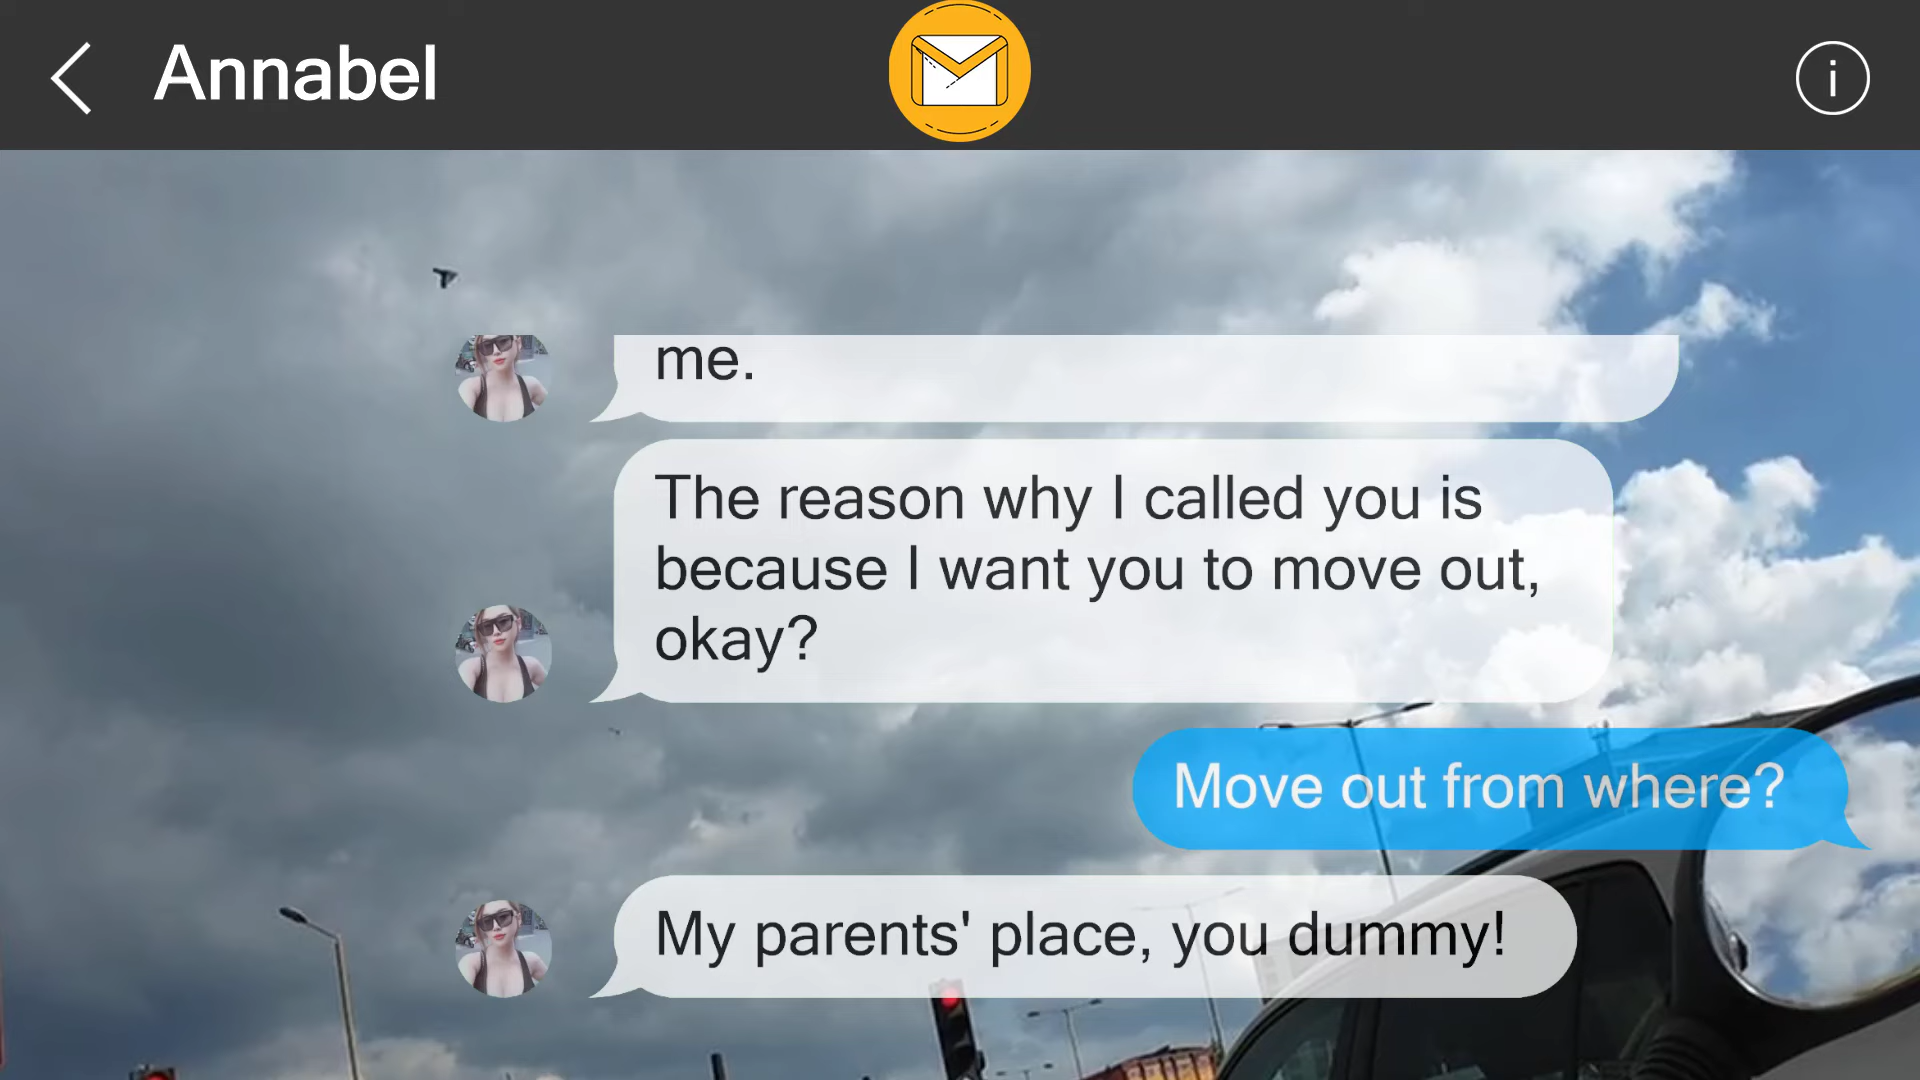 Annabel
i
me.
The reason why I called you is
because I want you to move out,
okay?
Move out from where?
My parents' place, you dummy!